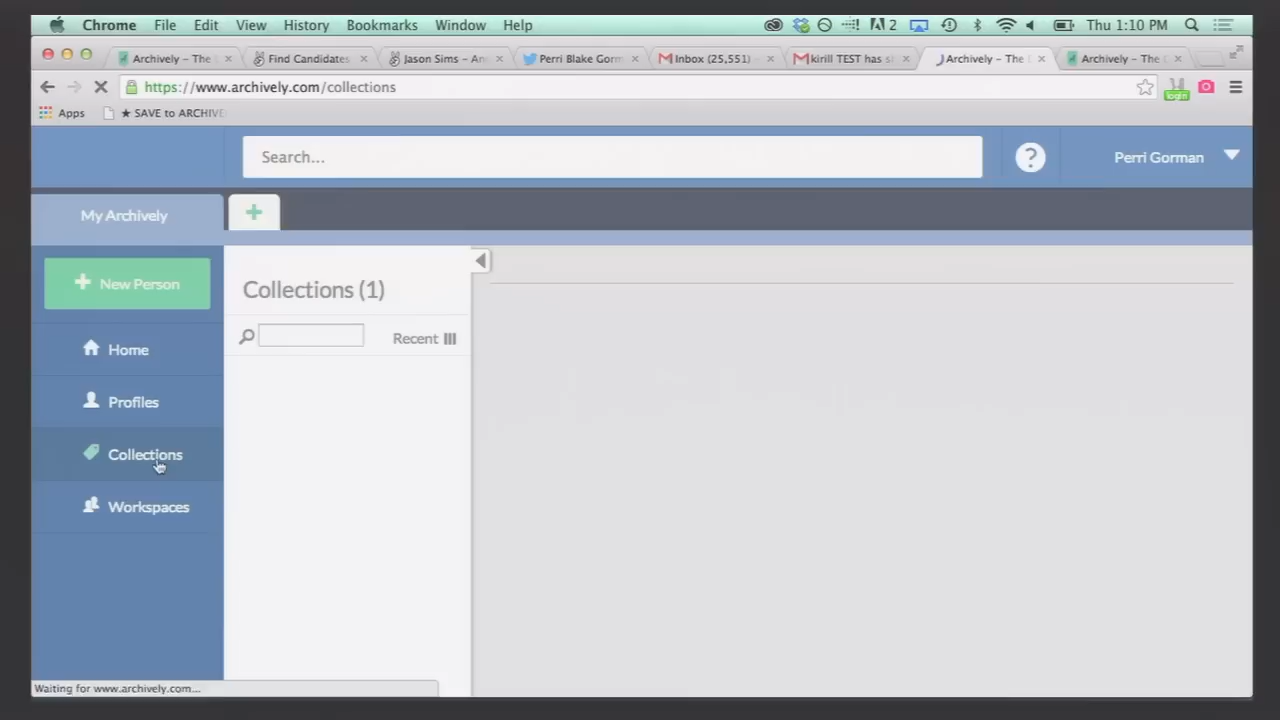 Chrome File Edit View History Bookmarks Window Help 2 Thu 1:10 PM
Archively – The Find Candidates Jason Sims – An Perri Blake Gorm Inbox (25,551) kirill TEST has s Archively – The Archively – The
https://www.archively.com/collections login
Apps ★ SAVE to ARCHIVE
Search... ? Perri Gorman
My Archively +
+ New Person
Collections (1)
Recent
Home
Profiles
Collections
Workspaces
Waiting for www.archively.com...